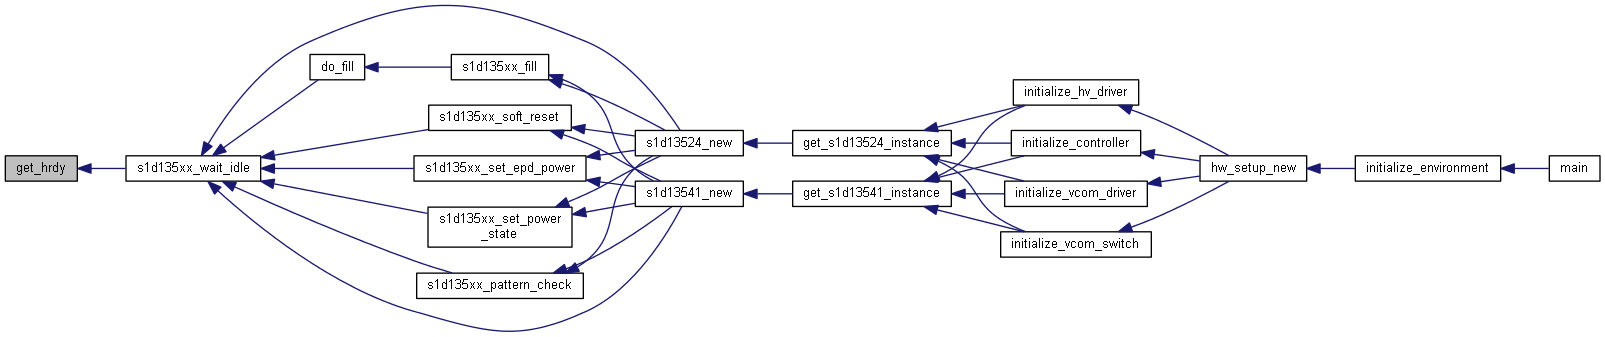 get_hrdy
s1d135xx_wait_idle
do_fill
s1d135xx_fill
s1d135xx_soft_reset
s1d135xx_set_epd_power
s1d135xx_set_power
_state
s1d135xx_pattern_check
s1d13524_new
s1d13541_new
get_s1d13524_instance
get_s1d13541_instance
initialize_hv_driver
initialize_controller
initialize_vcom_driver
initialize_vcom_switch
hw_setup_new
initialize_environment
main